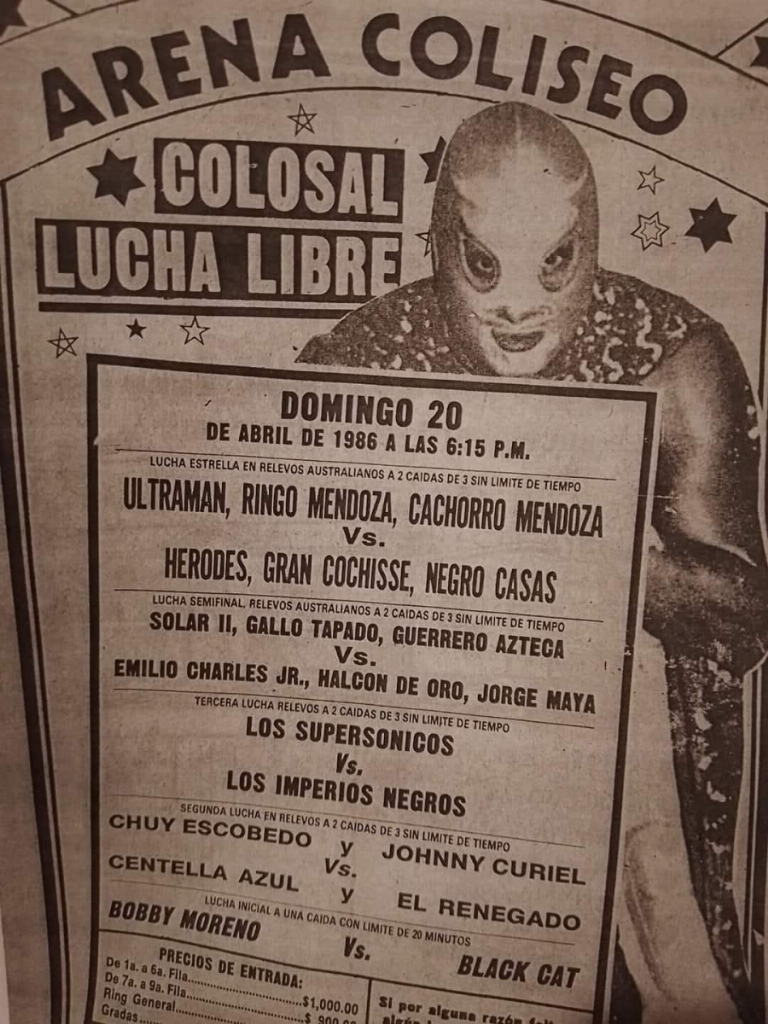 ARENA COLISEO
COLOSAL
LUCHA LIBRE
DOMINGO 20
DE ABRIL DE 1986 A LAS 6:15 P.M.
LUCHA ESTRELLA EN RELEVOS AUSTRALIANOS A 2 CAIDAS DE 3 SIN LIMITE DE TIEMPO
ULTRAMAN, RINGO MENDOZA, CACHORRO MENDOZA
Vs.
HERODES, GRAN COCHISSE, NEGRO CASAS
LUCHA SEMIFINAL, RELEVOS AUSTRALIANOS A 2 CAIDAS DE 3 SIN LIMITE DE TIEMPO
SOLAR II, GALLO TAPADO, GUERRERO AZTECA
Vs.
EMILIO CHARLES JR., HALCON DE ORO, JORGE MAYA
TERCERA LUCHA RELEVOS A 2 CAIDAS DE 3 SIN LIMITE DE TIEMPO
LOS SUPERSONICOS
Vs.
LOS IMPERIOS NEGROS
SEGUNDA LUCHA EN RELEVOS A 2 CAIDAS DE 3 SIN LIMITE DE TIEMPO
CHUY ESCOBEDO y JOHNNY CURIEL
Vs.
CENTELLA AZUL y EL RENEGADO
LUCHA INICIAL A UNA CAIDA CON LIMITE DE 20 MINUTOS
BOBBY MORENO Vs. BLACK CAT
PRECIOS DE ENTRADA:
De 1a. a 6a. Fila....................$1,000.00
De 7a. a 9a. Fila....................$ 900.00
Ring General
Gradas
Si por alguna razón